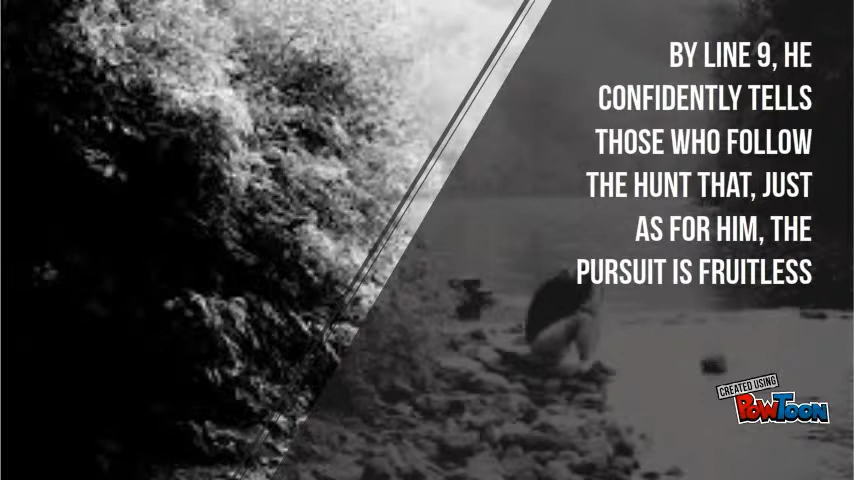 BY LINE 9, HE
CONFIDENTLY TELLS
THOSE WHO FOLLOW
THE HUNT THAT, JUST
AS FOR HIM, THE
PURSUIT IS FRUITLESS
CREATED USING
POWTOON